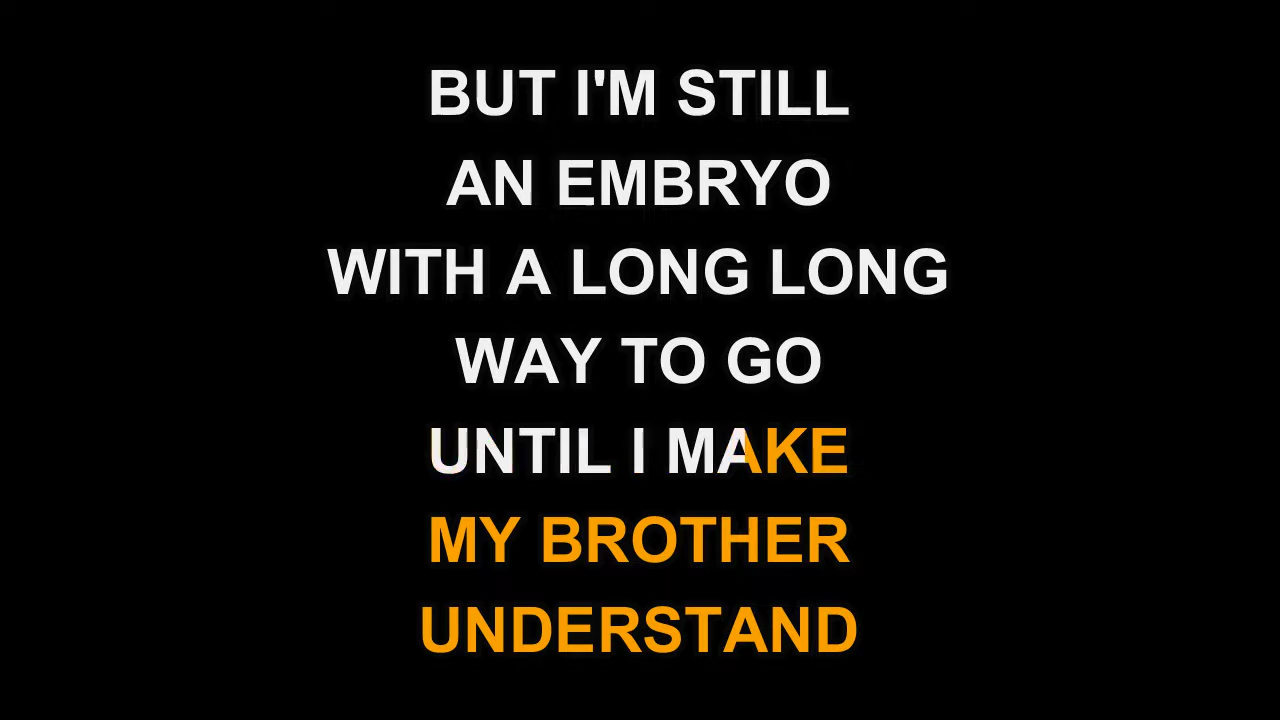 BUT I'M STILL
AN EMBRYO
WITH A LONG LONG
WAY TO GO
UNTIL I MAKE
MY BROTHER
UNDERSTAND